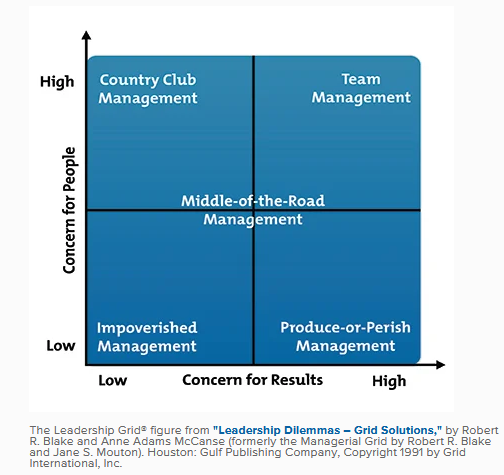 High
Country Club
Management
Team
Management
Concern for People
Middle-of-the-Road
Management
Impoverished
Management
Produce-or-Perish
Management
Low
Low
Concern for Results
High
The Leadership Grid® figure from "Leadership Dilemmas – Grid Solutions," by Robert
R. Blake and Anne Adams McCanse (formerly the Managerial Grid by Robert R. Blake
and Jane S. Mouton). Houston: Gulf Publishing Company, Copyright 1991 by Grid
International, Inc.